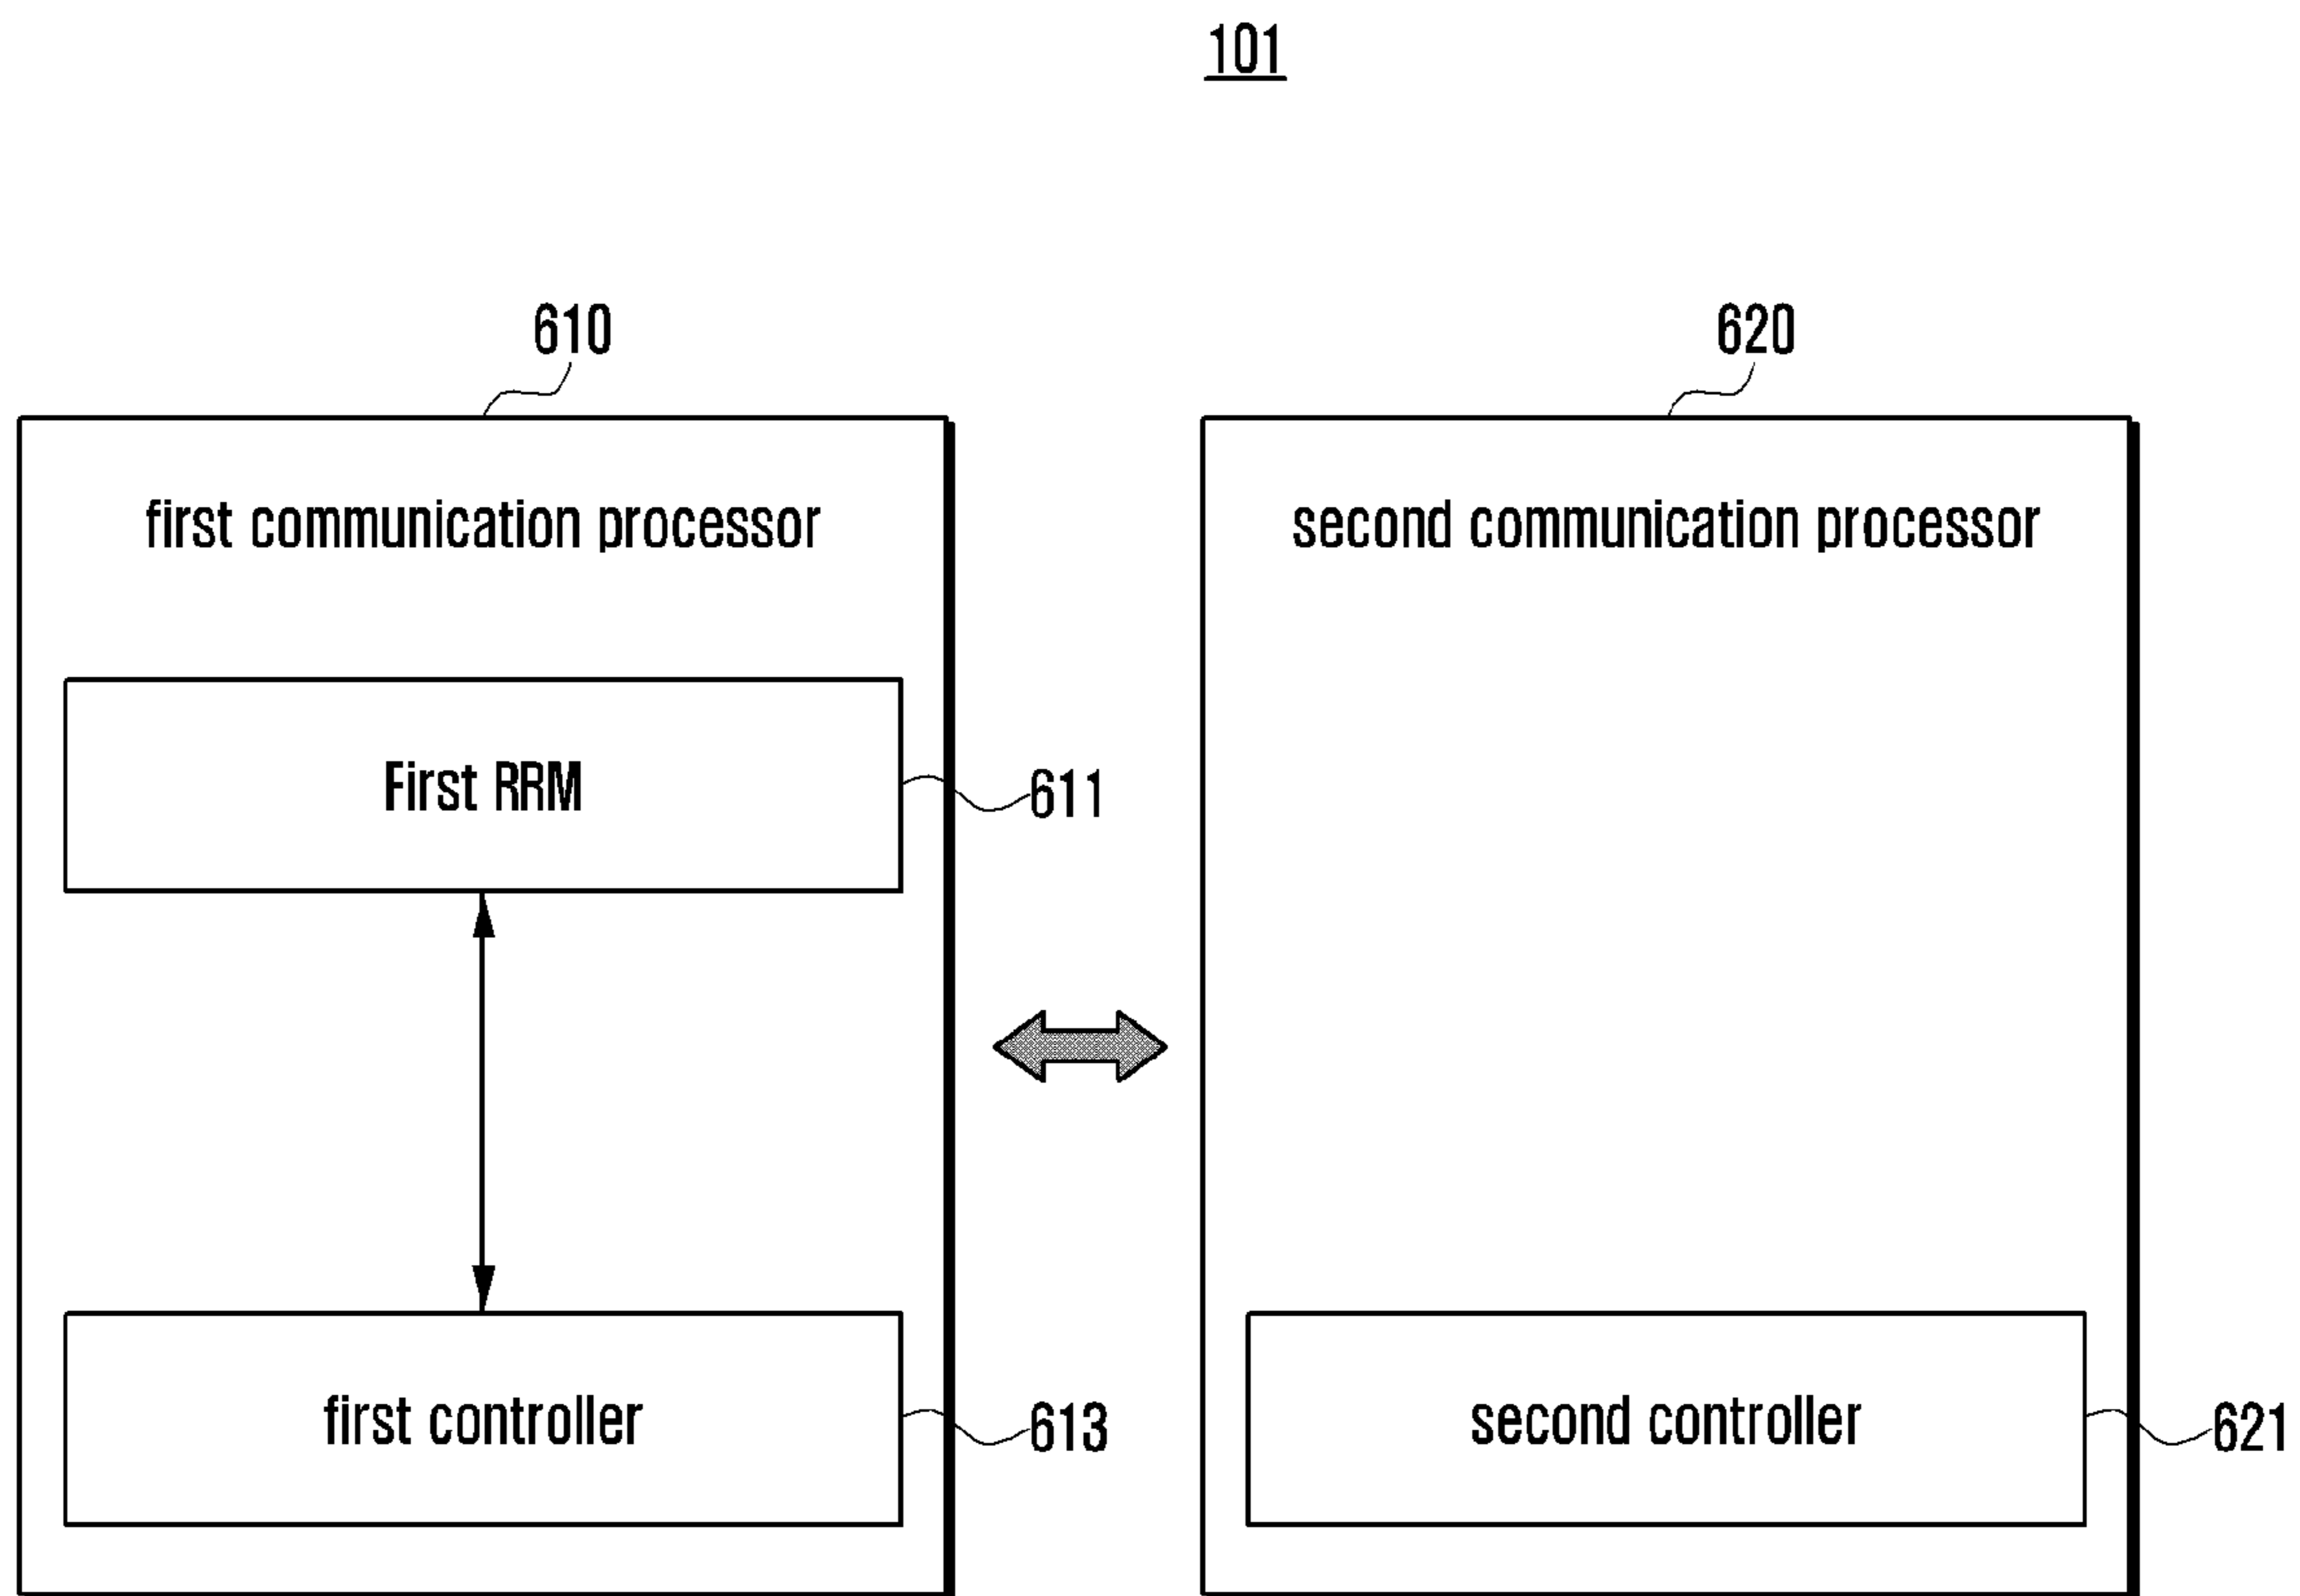 101
610
620
first communication processor
second communication processor
First RRM
611
first controller
613
second controller
621